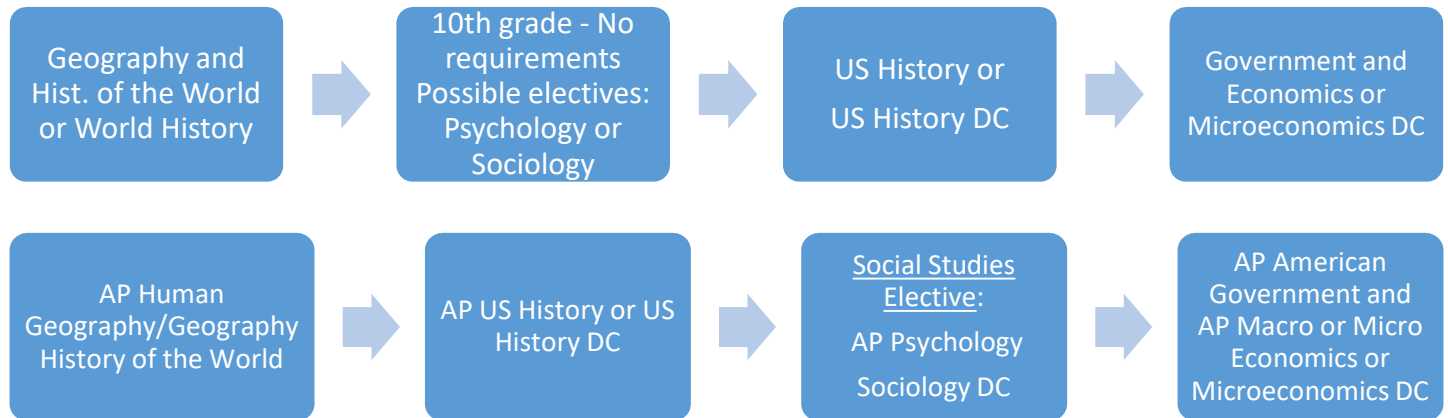 Geography and
Hist. of the World
or World History
10th grade - No
requirements
Possible electives:
Psychology or
Sociology
US History or
US History DC
Government and
Economics or
Microeconomics DC
AP Human
Geography/Geography
History of the World
AP US History or US
History DC
Social Studies
Elective:
AP Psychology
Sociology DC
AP American
Government and
AP Macro or Micro
Economics or
Microeconomics DC